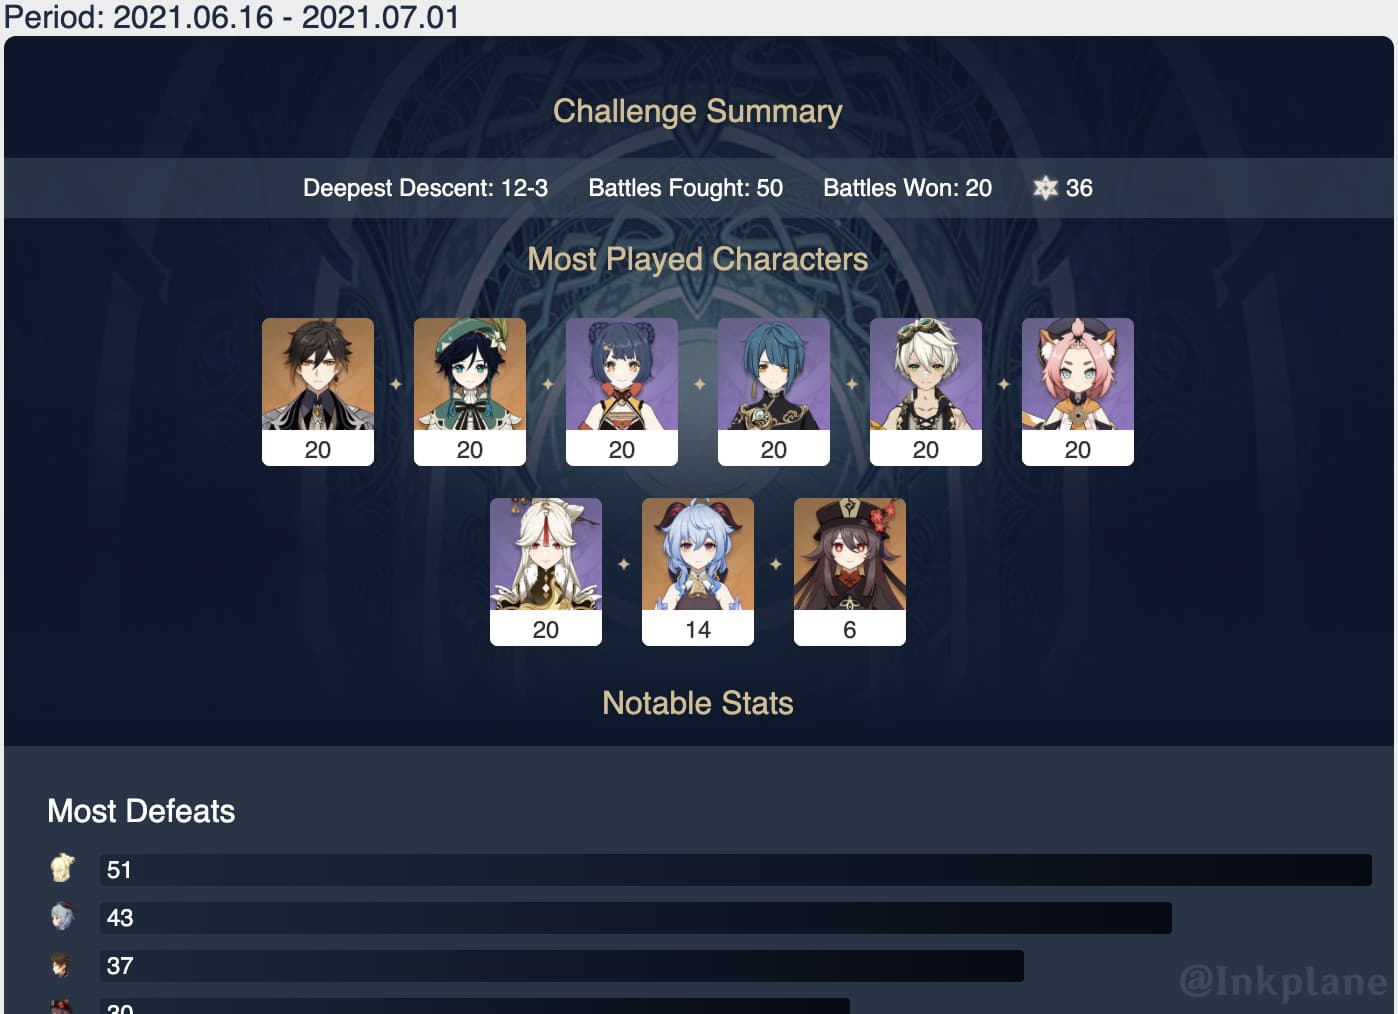 Period: 2021.06.16 - 2021.07.01
Challenge Summary
Deepest Descent: 12-3 Battles Fought: 50 Battles Won: 20 36
Most Played Characters
20 20 20 20 20 20
20 14 6
Notable Stats
Most Defeats
51
43
37
30
@Inkplane